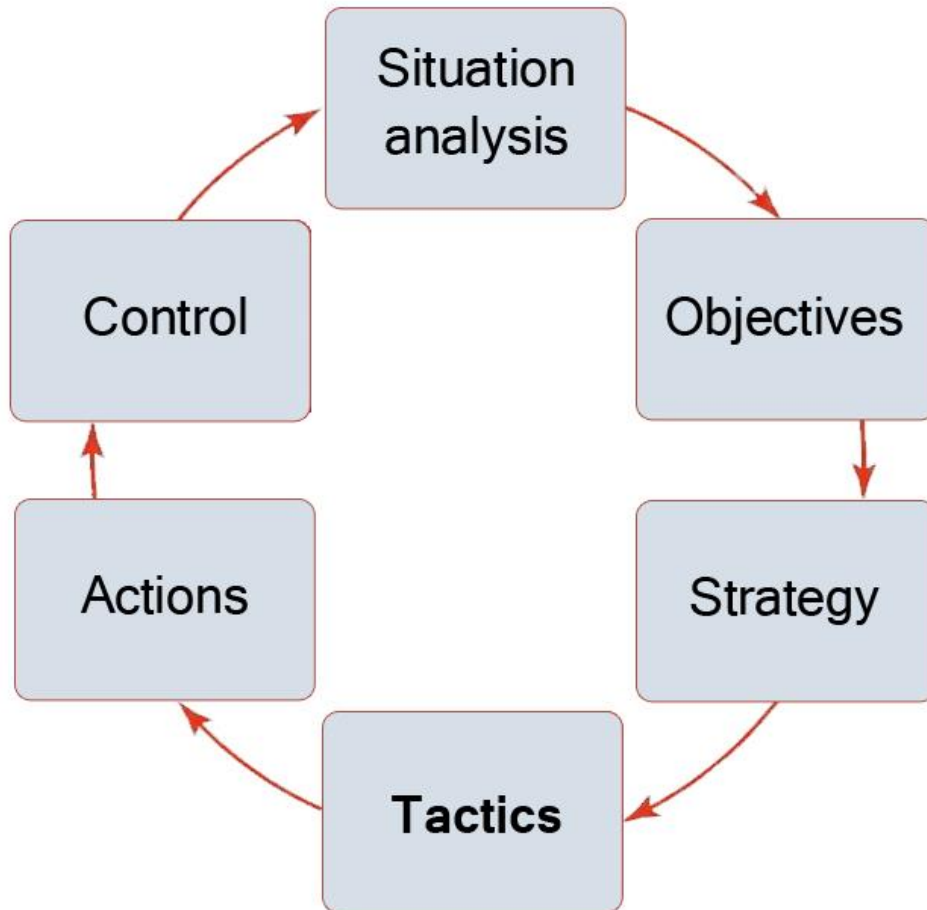 Situation
analysis
Objectives
Strategy
Tactics
Actions
Control